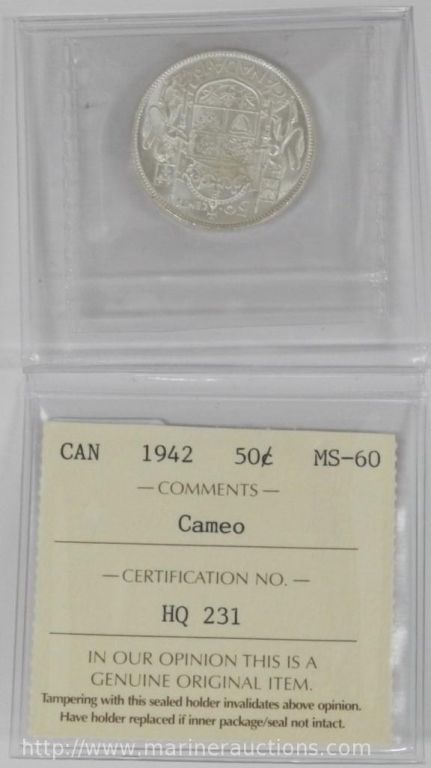 CANADA
CAN 1942 50¢ MS-60
— COMMENTS —
Cameo
— CERTIFICATION NO. —
HQ 231
IN OUR OPINION THIS IS A
GENUINE ORIGINAL ITEM.
Tampering with this sealed holder invalidates above opinion.
Have holder replaced if inner package/seal not intact.
http://www.marinerauctions.com